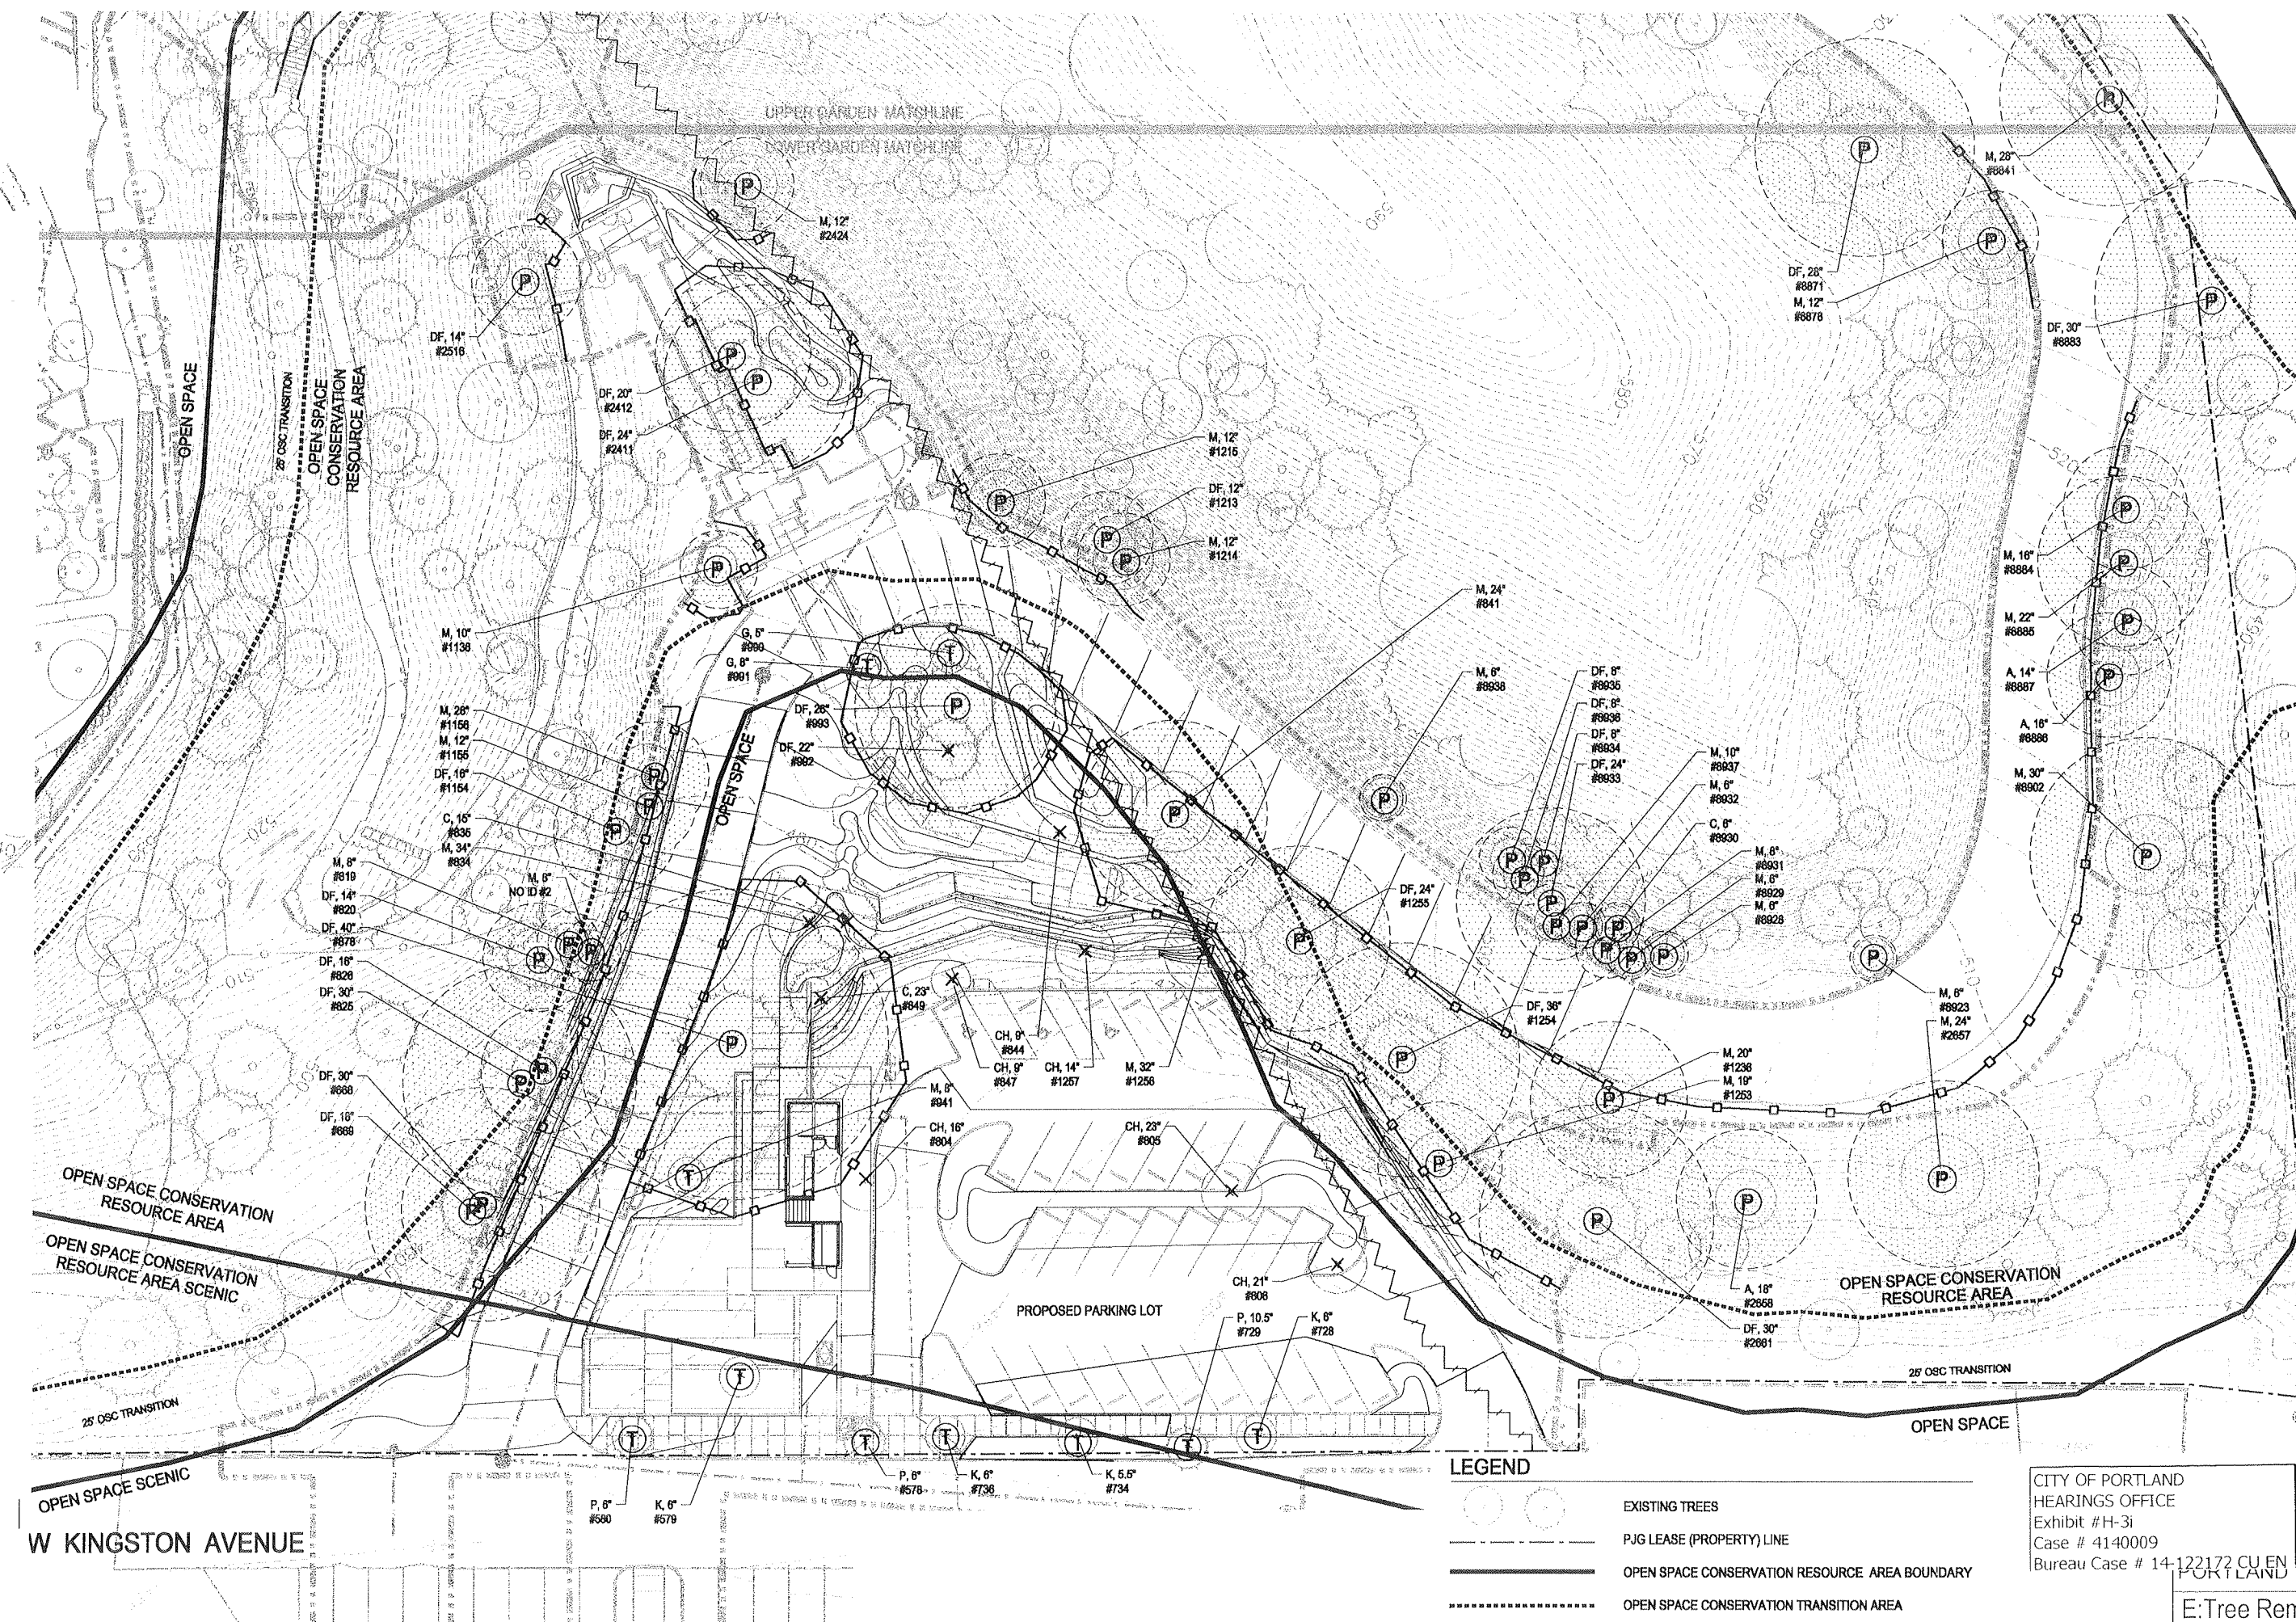 UPPER GARDEN MATCHLINE
LOWER GARDEN MATCHLINE
M, 28"
#8841
M, 12"
#2424
DF, 28"
#8871
M, 12"
#8878
DF, 30"
#8883
DF, 14"
#2516
DF, 20"
#2412
DF, 24"
#2411
OPEN SPACE
25' OSC TRANSITION
OPEN SPACE
CONSERVATION
RESOURCE AREA
M, 12"
#1215
DF, 12"
#1213
M, 12"
#1214
M, 24"
#841
M, 16"
#8884
M, 22"
#8885
A, 14"
#8887
A, 16"
#8886
M, 30"
#8902
M, 10"
#1136
G, 5"
#990
G, 8"
#991
DF, 26"
#993
DF, 22"
#992
OPEN SPACE
M, 6"
#8938
DF, 8"
#8935
DF, 8"
#8936
DF, 8"
#8934
DF, 24"
#8933
M, 10"
#8937
M, 6"
#8932
C, 6"
#8930
M, 8"
#8931
M, 6"
#8929
M, 6"
#8928
M, 28"
#1156
M, 12"
#1155
DF, 16"
#1154
C, 15"
#835
M, 34"
#834
M, 8"
#819
M, 6"
NO ID #2
DF, 14"
#820
DF, 40"
#878
DF, 16"
#826
DF, 30"
#825
DF, 30"
#668
DF, 16"
#669
DF, 24"
#1255
C, 23"
#849
CH, 9"
#844
CH, 9"
#847
CH, 14"
#1257
M, 32"
#1256
DF, 36"
#1254
M, 6"
#8923
M, 24"
#2657
M, 20"
#1236
M, 19"
#1253
M, 8"
#941
CH, 16"
#804
CH, 23"
#805
CH, 21"
#808
PROPOSED PARKING LOT
P, 10.5"
#729
K, 6"
#728
A, 18"
#2658
DF, 30"
#2661
OPEN SPACE CONSERVATION
RESOURCE AREA
OPEN SPACE CONSERVATION
RESOURCE AREA SCENIC
OPEN SPACE CONSERVATION
RESOURCE AREA
25' OSC TRANSITION
25' OSC TRANSITION
OPEN SPACE
OPEN SPACE SCENIC
P, 6"
#580
K, 6"
#579
P, 6"
#578
K, 6"
#736
K, 5.5"
#734
W KINGSTON AVENUE
LEGEND
EXISTING TREES
PJG LEASE (PROPERTY) LINE
OPEN SPACE CONSERVATION RESOURCE AREA BOUNDARY
OPEN SPACE CONSERVATION TRANSITION AREA
CITY OF PORTLAND
HEARINGS OFFICE
Exhibit #H-3i
Case # 4140009
Bureau Case # 14-122172 CU EN
PORTLAND
E:Tree Rem